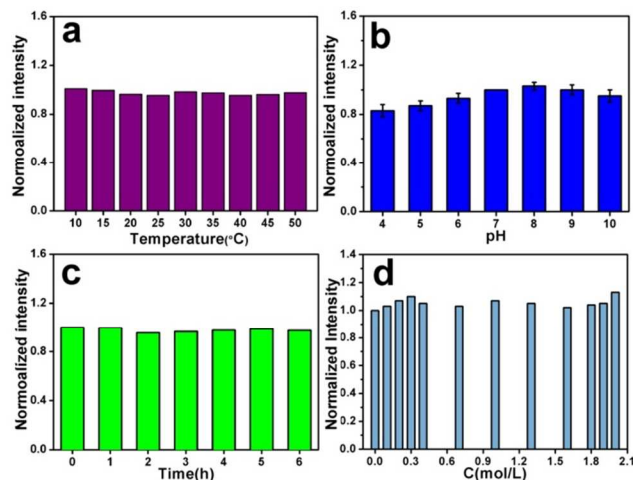 a
Normoalized intensity
1.6
1.2
0.8
0.4
0.0
10 15 20 25 30 35 40 45 50
Temperature(°C)
b
Normoalized intensity
1.6
1.2
0.8
0.4
0.0
4 5 6 7 8 9 10
pH
c
Normoalized intensity
1.6
1.2
0.8
0.4
0.0
0 1 2 3 4 5 6
Time(h)
d
Normalized Intensity
1.4
1.2
1.0
0.8
0.6
0.4
0.2
0.0
0.0 0.3 0.6 0.9 1.2 1.5 1.8 2.1
C(mol/L)